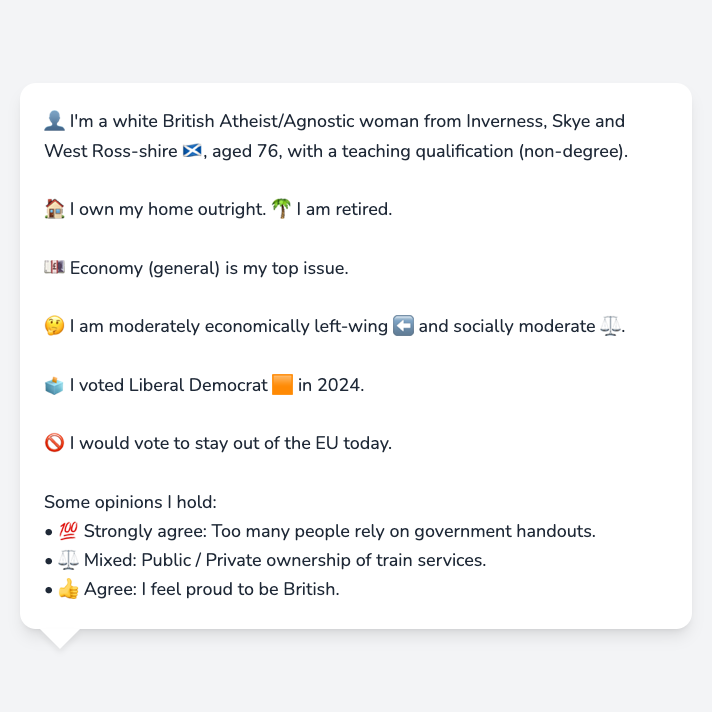 👤 I'm a white British Atheist/Agnostic woman from Inverness, Skye and
West Ross-shire 🏴󠁧󠁢󠁳󠁣󠁴󠁿, aged 76, with a teaching qualification (non-degree).
🏠 I own my home outright. 🌴 I am retired.
💷 Economy (general) is my top issue.
🤔 I am moderately economically left-wing ⬅️ and socially moderate ⚖️.
🗳️ I voted Liberal Democrat 🟧 in 2024.
🚫 I would vote to stay out of the EU today.
Some opinions I hold:
• 💯 Strongly agree: Too many people rely on government handouts.
• ⚖️ Mixed: Public / Private ownership of train services.
• 👍 Agree: I feel proud to be British.